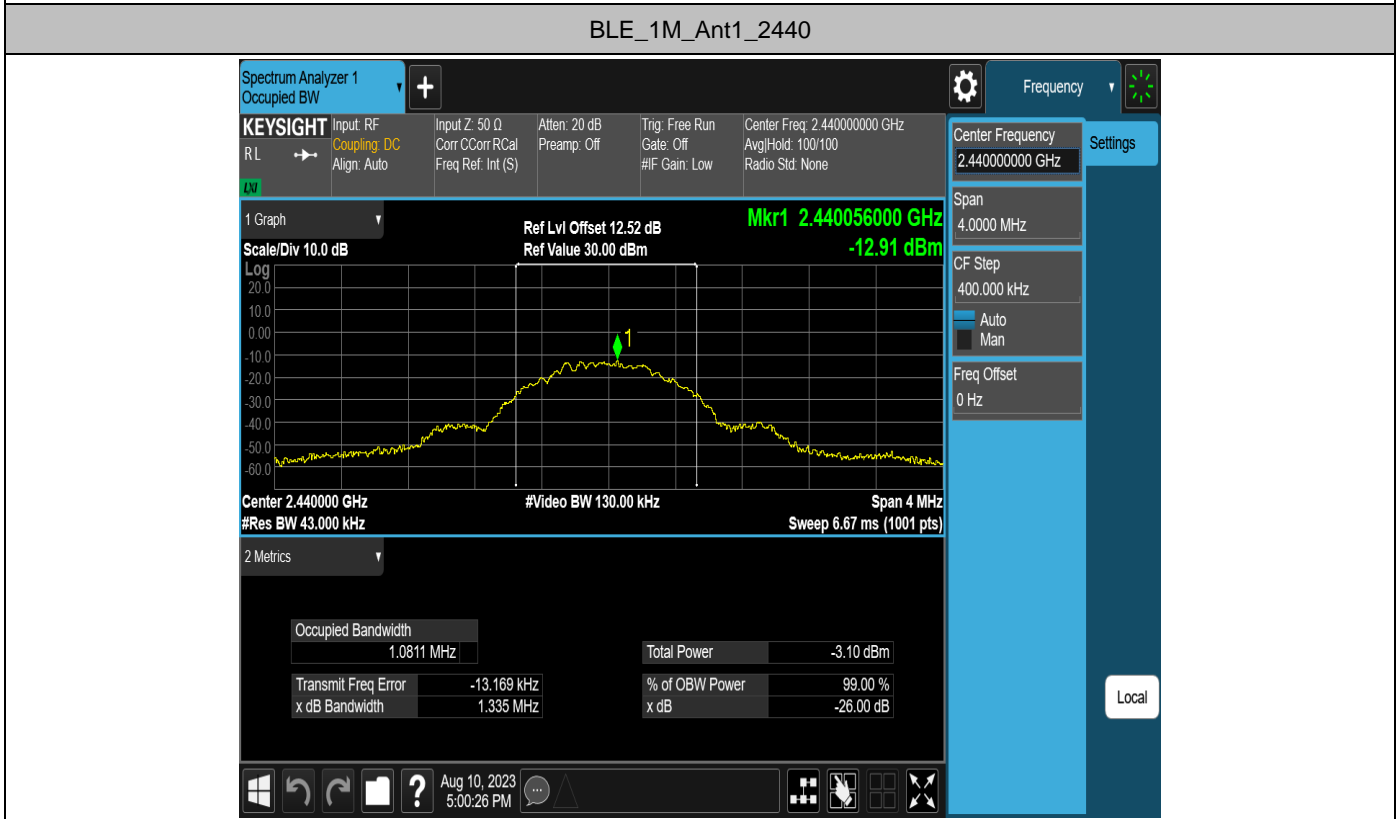 BLE_1M_Ant1_2440
Spectrum Analyzer 1
Occupied BW
+
Frequency
KEYSIGHT
R L
LXI
Input: RF
Coupling: DC
Align: Auto
Input Z: 50 Ω
Corr CCorr RCal
Freq Ref: Int (S)
Atten: 20 dB
Preamp: Off
Trig: Free Run
Gate: Off
#IF Gain: Low
Center Freq: 2.440000000 GHz
Avg|Hold: 100/100
Radio Std: None
Center Frequency
2.440000000 GHz
Settings
Span
4.0000 MHz
CF Step
400.000 kHz
Auto
Man
Freq Offset
0 Hz
Local
1 Graph
Scale/Div 10.0 dB
Ref Lvl Offset 12.52 dB
Ref Value 30.00 dBm
Mkr1 2.440056000 GHz
-12.91 dBm
Log
20.0
10.0
0.00
-10.0
-20.0
-30.0
-40.0
-50.0
-60.0
1
Center 2.440000 GHz
#Video BW 130.00 kHz
Span 4 MHz
#Res BW 43.000 kHz
Sweep 6.67 ms (1001 pts)
2 Metrics
Occupied Bandwidth
1.0811 MHz
Total Power -3.10 dBm
Transmit Freq Error -13.169 kHz
% of OBW Power 99.00 %
x dB Bandwidth 1.335 MHz
x dB -26.00 dB
?
Aug 10, 2023
5:00:26 PM